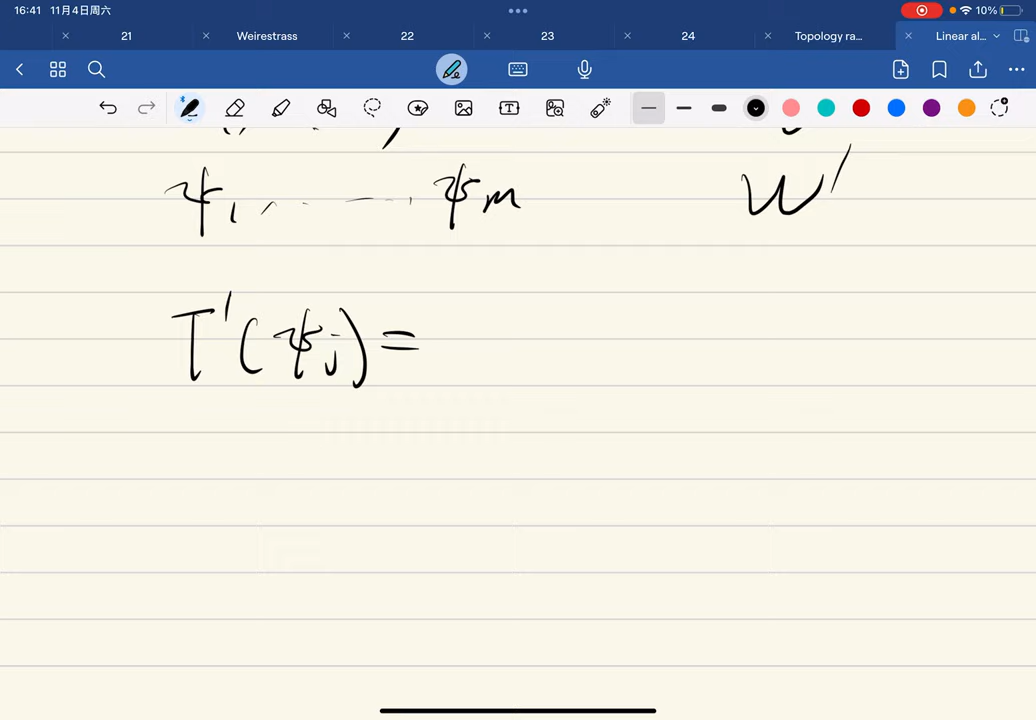 16:41 11月4日周六 10%
21 Weirestrass 22 23 24 Topology ra... Linear al...
ψ₁, ..., ψm W'
T'(ψj) =